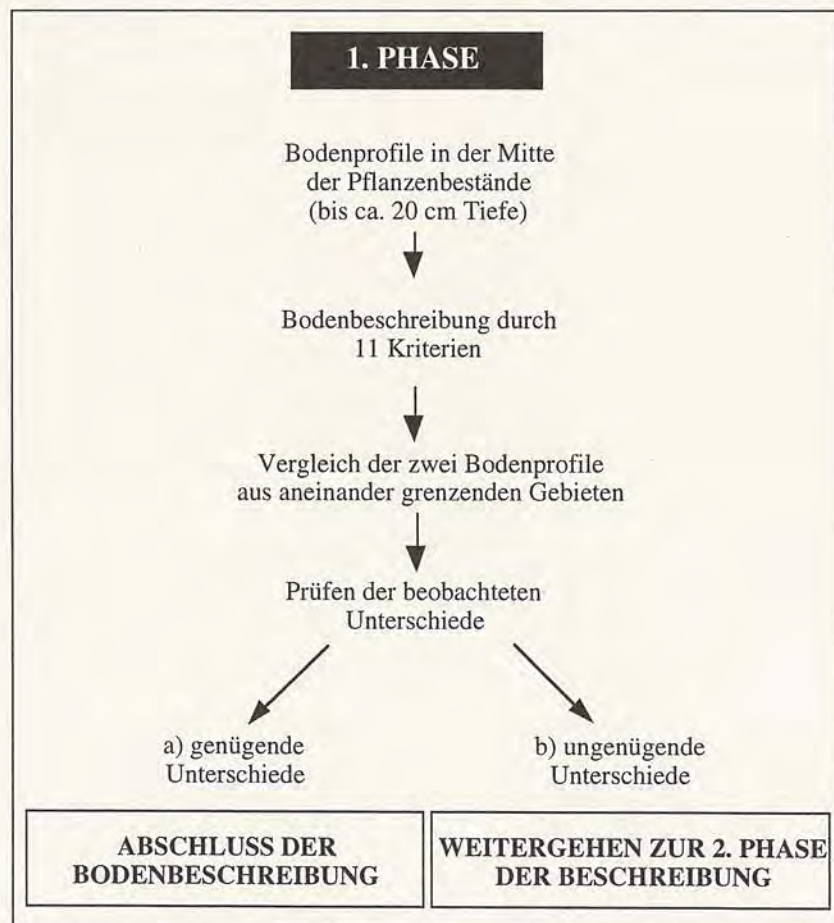 1. PHASE
Bodenprofile in der Mitte
der Pflanzenbestände
(bis ca. 20 cm Tiefe)
Bodenbeschreibung durch
11 Kriterien
Vergleich der zwei Bodenprofile
aus aneinander grenzenden Gebieten
Prüfen der beobachteten
Unterschiede
a) genügende
Unterschiede
b) ungenügende
Unterschiede
ABSCHLUSS DER
BODENBESCHREIBUNG
WEITERGEHEN ZUR 2. PHASE
DER BESCHREIBUNG